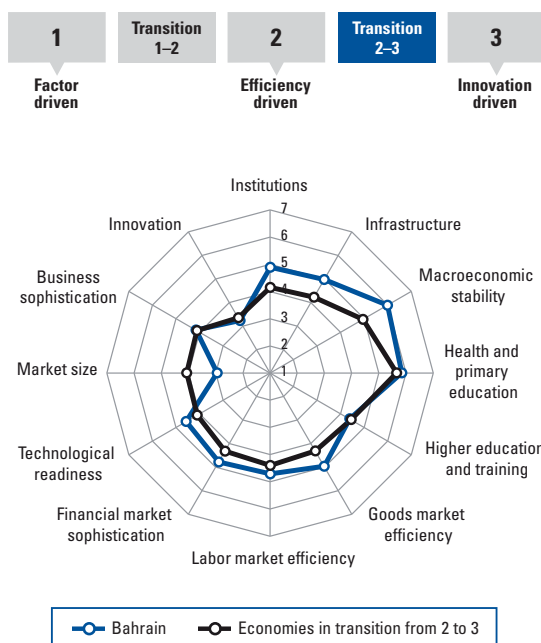 1
Transition
1–2
2
Transition
2–3
3
Factor
driven
Efficiency
driven
Innovation
driven
Institutions
7
Innovation
6
Infrastructure
Business
sophistication
5
Macroeconomic
stability
4
3
2
Market size
1
Health and
primary
education
Technological
readiness
Higher education
and training
Financial market
sophistication
Goods market
efficiency
Labor market efficiency
Bahrain
Economies in transition from 2 to 3